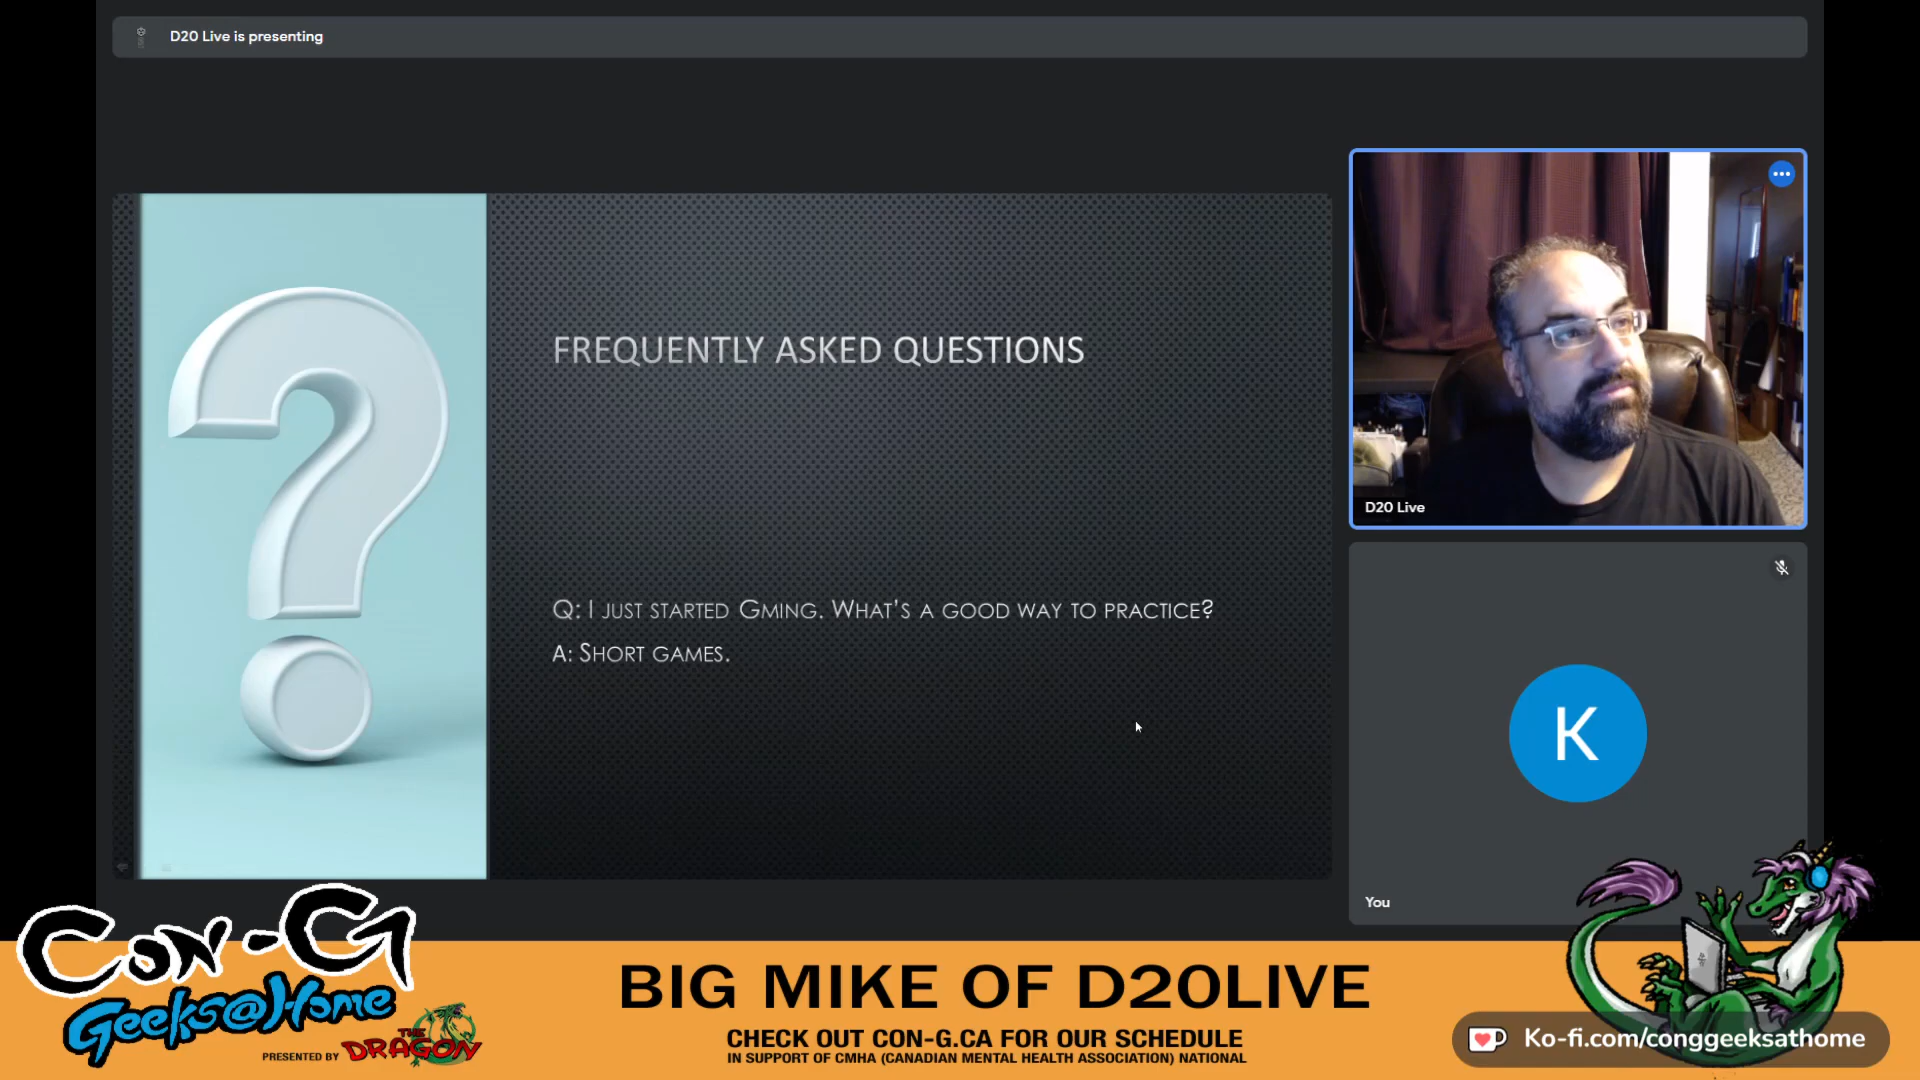 D20 Live is presenting
FREQUENTLY ASKED QUESTIONS
Q: I JUST STARTED GMING. WHAT'S A GOOD WAY TO PRACTICE?
A: SHORT GAMES.
D20 Live
K
You
CON-G
Geeks@Home
PRESENTED BY THE DRAGON
BIG MIKE OF D20LIVE
CHECK OUT CON-G.CA FOR OUR SCHEDULE
IN SUPPORT OF CMHA (CANADIAN MENTAL HEALTH ASSOCIATION) NATIONAL
Ko-fi.com/conggeeksathome